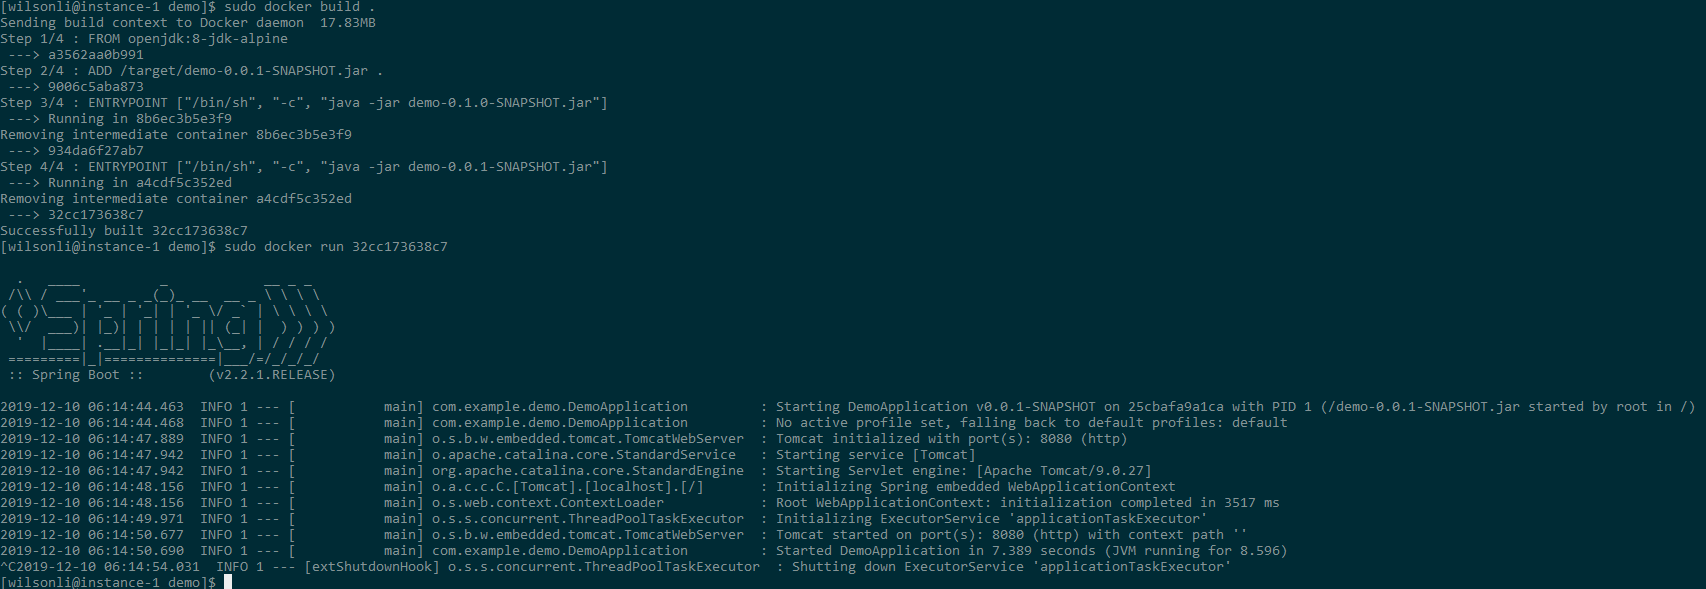 [wilsonli@instance-1 demo]$ sudo docker build .
Sending build context to Docker daemon  17.83MB
Step 1/4 : FROM openjdk:8-jdk-alpine
 ---> a3562aa0b991
Step 2/4 : ADD /target/demo-0.0.1-SNAPSHOT.jar .
 ---> 9006c5aba873
Step 3/4 : ENTRYPOINT ["/bin/sh", "-c", "java -jar demo-0.1.0-SNAPSHOT.jar"]
 ---> Running in 8b6ec3b5e3f9
Removing intermediate container 8b6ec3b5e3f9
 ---> 934da6f27ab7
Step 4/4 : ENTRYPOINT ["/bin/sh", "-c", "java -jar demo-0.0.1-SNAPSHOT.jar"]
 ---> Running in a4cdf5c352ed
Removing intermediate container a4cdf5c352ed
 ---> 32cc173638c7
Successfully built 32cc173638c7
[wilsonli@instance-1 demo]$ sudo docker run 32cc173638c7

  .   ____          _            __ _ _
 /\\ / ___'_ __ _ _(_)_ __  __ _ \ \ \ \
( ( )\___ | '_ | '_| | '_ \/ _` | \ \ \ \
 \\/  ___)| |_)| | | | | || (_| |  ) ) ) )
  '  |____| .__|_| |_|_| |_\__, | / / / /
 =========|_|==============|___/=/_/_/_/
 :: Spring Boot ::        (v2.2.1.RELEASE)

2019-12-10 06:14:44.463  INFO 1 --- [           main] com.example.demo.DemoApplication         : Starting DemoApplication v0.0.1-SNAPSHOT on 25cbafa9a1ca with PID 1 (/demo-0.0.1-SNAPSHOT.jar started by root in /)
2019-12-10 06:14:44.468  INFO 1 --- [           main] com.example.demo.DemoApplication         : No active profile set, falling back to default profiles: default
2019-12-10 06:14:47.889  INFO 1 --- [           main] o.s.b.w.embedded.tomcat.TomcatWebServer  : Tomcat initialized with port(s): 8080 (http)
2019-12-10 06:14:47.942  INFO 1 --- [           main] o.apache.catalina.core.StandardService   : Starting service [Tomcat]
2019-12-10 06:14:47.942  INFO 1 --- [           main] org.apache.catalina.core.StandardEngine  : Starting Servlet engine: [Apache Tomcat/9.0.27]
2019-12-10 06:14:48.156  INFO 1 --- [           main] o.a.c.c.C.[Tomcat].[localhost].[/]       : Initializing Spring embedded WebApplicationContext
2019-12-10 06:14:48.156  INFO 1 --- [           main] o.s.web.context.ContextLoader            : Root WebApplicationContext: initialization completed in 3517 ms
2019-12-10 06:14:49.971  INFO 1 --- [           main] o.s.s.concurrent.ThreadPoolTaskExecutor  : Initializing ExecutorService 'applicationTaskExecutor'
2019-12-10 06:14:50.677  INFO 1 --- [           main] o.s.b.w.embedded.tomcat.TomcatWebServer  : Tomcat started on port(s): 8080 (http) with context path ''
2019-12-10 06:14:50.690  INFO 1 --- [           main] com.example.demo.DemoApplication         : Started DemoApplication in 7.389 seconds (JVM running for 8.596)
^C2019-12-10 06:14:54.031  INFO 1 --- [extShutdownHook] o.s.s.concurrent.ThreadPoolTaskExecutor  : Shutting down ExecutorService 'applicationTaskExecutor'
[wilsonli@instance-1 demo]$